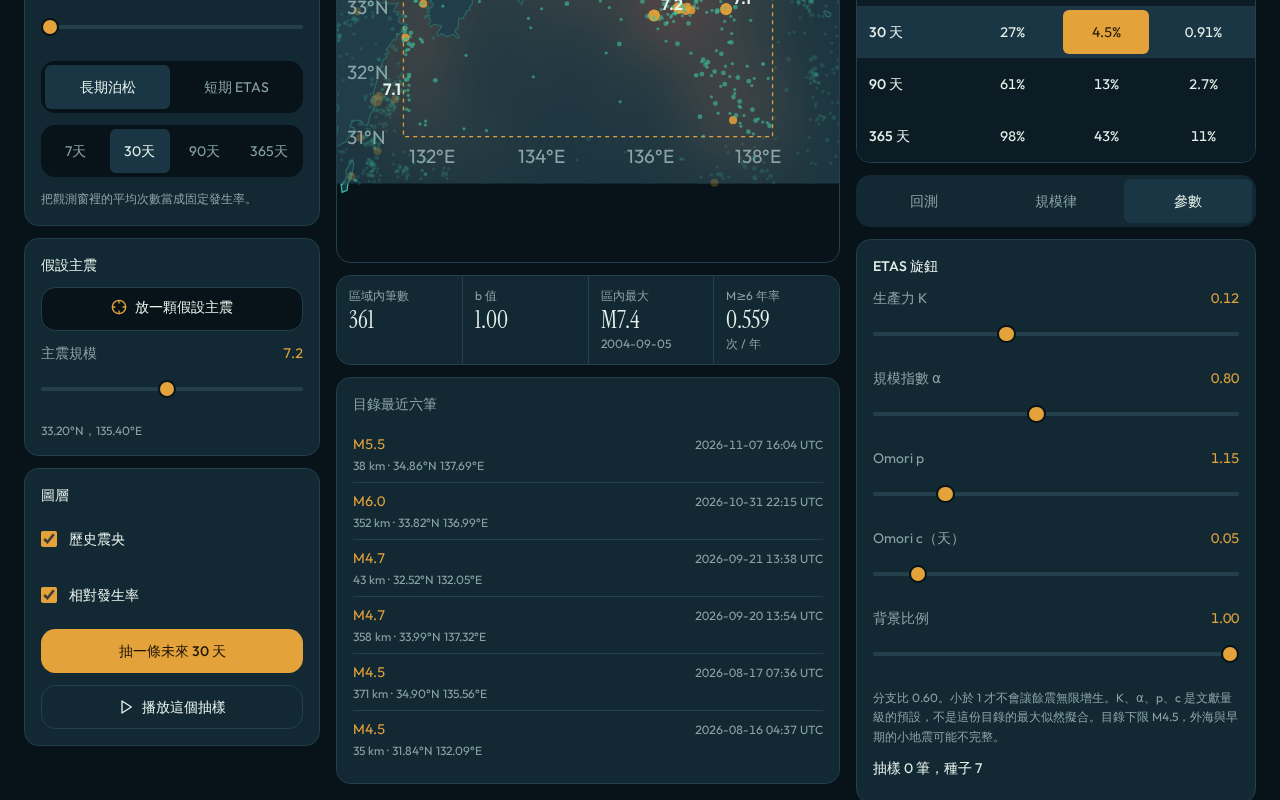 長期泊松
短期 ETAS
7天
30天
90天
365天
把觀測窗裡的平均次數當成固定發生率。
假設主震
放一顆假設主震
主震規模
7.2
33.20°N，135.40°E
圖層
歷史震央
相對發生率
抽一條未來 30 天
播放這個抽樣
33°N
7.2
7.1
32°N
7.1
31°N
132°E
134°E
136°E
138°E
區域內筆數
361
b 值
1.00
區內最大
M7.4
2004-09-05
M≥6 年率
0.559
次 / 年
目錄最近六筆
M5.5
2026-11-07 16:04 UTC
38 km · 34.86°N 137.69°E
M6.0
2026-10-31 22:15 UTC
352 km · 33.82°N 136.99°E
M4.7
2026-09-21 13:38 UTC
43 km · 32.52°N 132.05°E
M4.7
2026-09-20 13:54 UTC
358 km · 33.99°N 137.32°E
M4.5
2026-08-17 07:36 UTC
371 km · 34.90°N 135.56°E
M4.5
2026-08-16 04:37 UTC
35 km · 31.84°N 132.09°E
30 天 27% 4.5% 0.91%
90 天 61% 13% 2.7%
365 天 98% 43% 11%
回測
規模律
參數
ETAS 旋鈕
生產力 K
0.12
規模指數 α
0.80
Omori p
1.15
Omori c（天）
0.05
背景比例
1.00
分支比 0.60。小於 1 才不會讓餘震無限增生。K、α、p、c 是文獻量
級的預設，不是這份目錄的最大似然擬合。目錄下限 M4.5，外海與早
期的小地震可能不完整。
抽樣 0 筆，種子 7